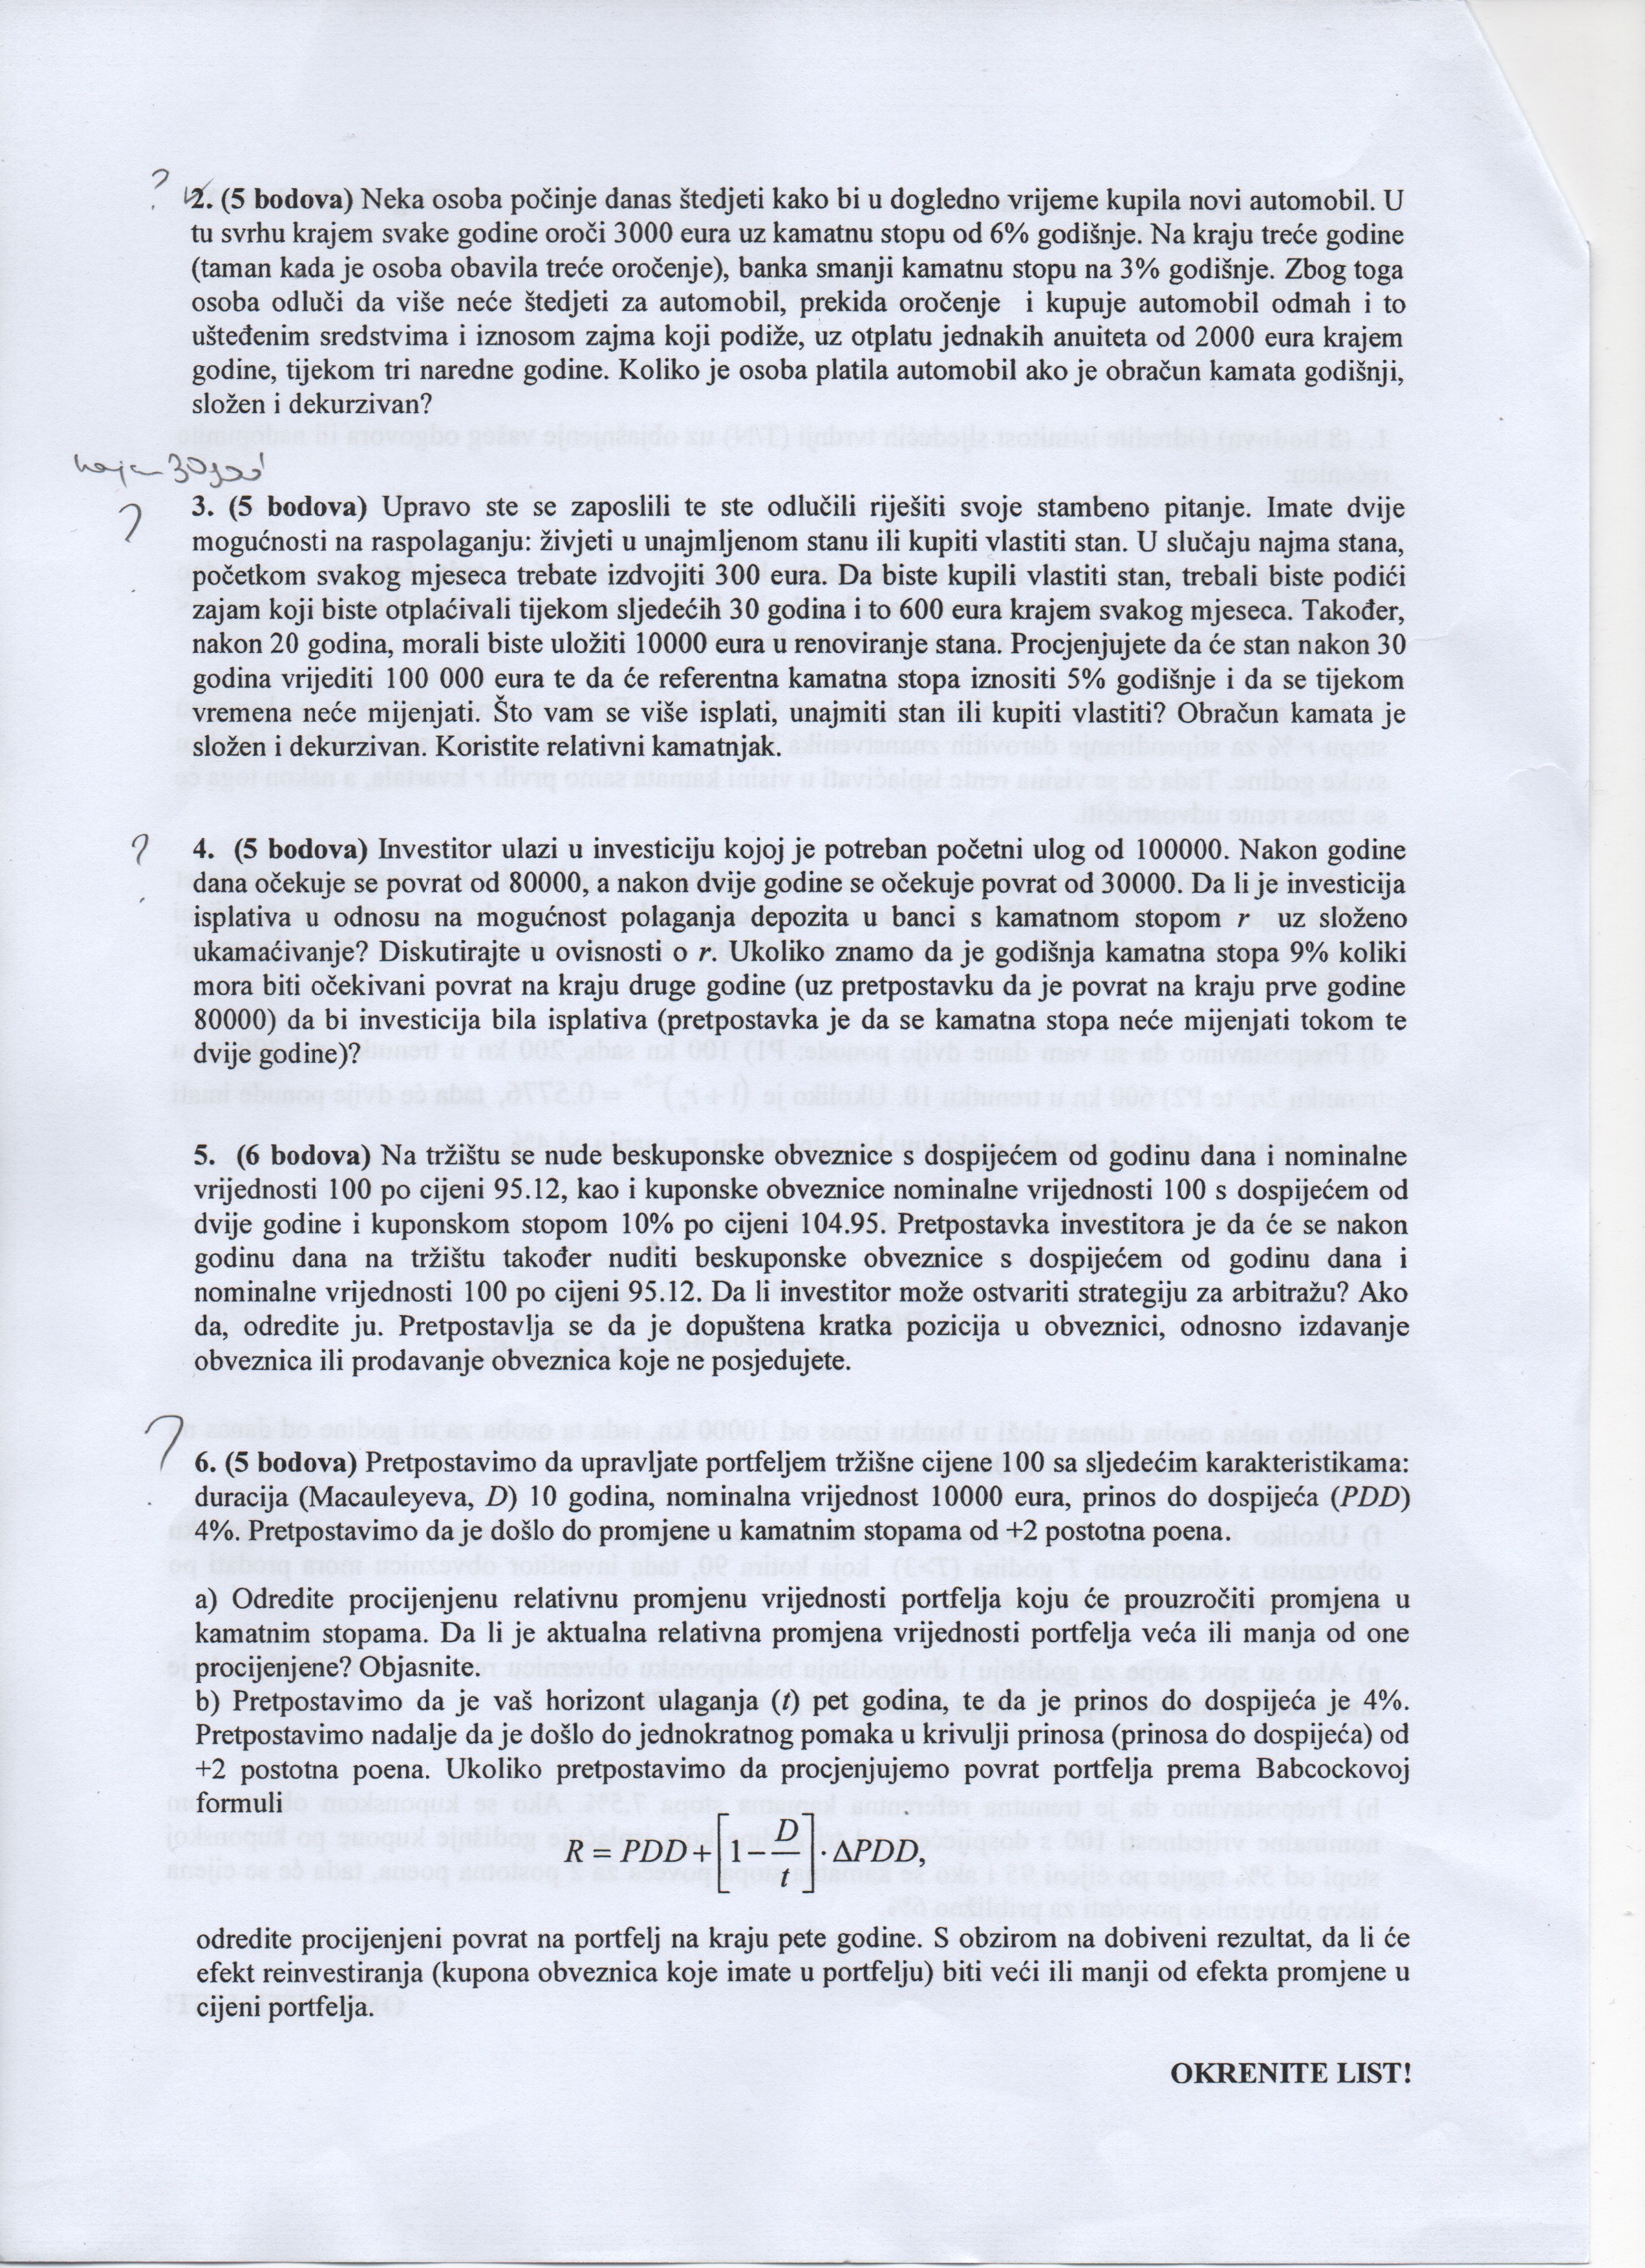 ?
2. (5 bodova) Neka osoba počinje danas štedjeti kako bi u dogledno vrijeme kupila novi automobil. U
tu svrhu krajem svake godine oroči 3000 eura uz kamatnu stopu od 6% godišnje. Na kraju treće godine
(taman kada je osoba obavila treće oročenje), banka smanji kamatnu stopu na 3% godišnje. Zbog toga
osoba odluči da više neće štedjeti za automobil, prekida oročenje i kupuje automobil odmah i to
ušteđenim sredstvima i iznosom zajma koji podiže, uz otplatu jednakih anuiteta od 2000 eura krajem
godine, tijekom tri naredne godine. Koliko je osoba platila automobil ako je obračun kamata godišnji,
složen i dekurzivan?
?
3. (5 bodova) Upravo ste se zaposlili te ste odlučili riješiti svoje stambeno pitanje. Imate dvije
mogućnosti na raspolaganju: živjeti u unajmljenom stanu ili kupiti vlastiti stan. U slučaju najma stana,
početkom svakog mjeseca trebate izdvojiti 300 eura. Da biste kupili vlastiti stan, trebali biste podići
zajam koji biste otplaćivali tijekom sljedećih 30 godina i to 600 eura krajem svakog mjeseca. Također,
nakon 20 godina, morali biste uložiti 10000 eura u renoviranje stana. Procjenjujete da će stan nakon 30
godina vrijediti 100 000 eura te da će referentna kamatna stopa iznositi 5% godišnje i da se tijekom
vremena neće mijenjati. Što vam se više isplati, unajmiti stan ili kupiti vlastiti? Obračun kamata je
složen i dekurzivan. Koristite relativni kamatnjak.
?
4. (5 bodova) Investitor ulazi u investiciju kojoj je potreban početni ulog od 100000. Nakon godine
dana očekuje se povrat od 80000, a nakon dvije godine se očekuje povrat od 30000. Da li je investicija
isplativa u odnosu na mogućnost polaganja depozita u banci s kamatnom stopom r uz složeno
ukamaćivanje? Diskutirajte u ovisnosti o r. Ukoliko znamo da je godišnja kamatna stopa 9% koliki
mora biti očekivani povrat na kraju druge godine (uz pretpostavku da je povrat na kraju prve godine
80000) da bi investicija bila isplativa (pretpostavka je da se kamatna stopa neće mijenjati tokom te
dvije godine)?
5. (6 bodova) Na tržištu se nude beskuponske obveznice s dospijećem od godinu dana i nominalne
vrijednosti 100 po cijeni 95.12, kao i kuponske obveznice nominalne vrijednosti 100 s dospijećem od
dvije godine i kuponskom stopom 10% po cijeni 104.95. Pretpostavka investitora je da će se nakon
godinu dana na tržištu također nuditi beskuponske obveznice s dospijećem od godinu dana i
nominalne vrijednosti 100 po cijeni 95.12. Da li investitor može ostvariti strategiju za arbitražu? Ako
da, odredite ju. Pretpostavlja se da je dopuštena kratka pozicija u obveznici, odnosno izdavanje
obveznica ili prodavanje obveznica koje ne posjedujete.
?
6. (5 bodova) Pretpostavimo da upravljate portfeljem tržišne cijene 100 sa sljedećim karakteristikama:
duracija (Macauleyeva, D) 10 godina, nominalna vrijednost 10000 eura, prinos do dospijeća (PDD)
4%. Pretpostavimo da je došlo do promjene u kamatnim stopama od +2 postotna poena.
a) Odredite procijenjenu relativnu promjenu vrijednosti portfelja koju će prouzročiti promjena u
kamatnim stopama. Da li je aktualna relativna promjena vrijednosti portfelja veća ili manja od one
procijenjene? Objasnite.
b) Pretpostavimo da je vaš horizont ulaganja (t) pet godina, te da je prinos do dospijeća je 4%.
Pretpostavimo nadalje da je došlo do jednokratnog pomaka u krivulji prinosa (prinosa do dospijeća) od
+2 postotna poena. Ukoliko pretpostavimo da procjenjujemo povrat portfelja prema Babcockovoj
formuli
R = PDD + [1 − D/t] · ΔPDD,
odredite procijenjeni povrat na portfelj na kraju pete godine. S obzirom na dobiveni rezultat, da li će
efekt reinvestiranja (kupona obveznica koje imate u portfelju) biti veći ili manji od efekta promjene u
cijeni portfelja.
OKRENITE LIST!